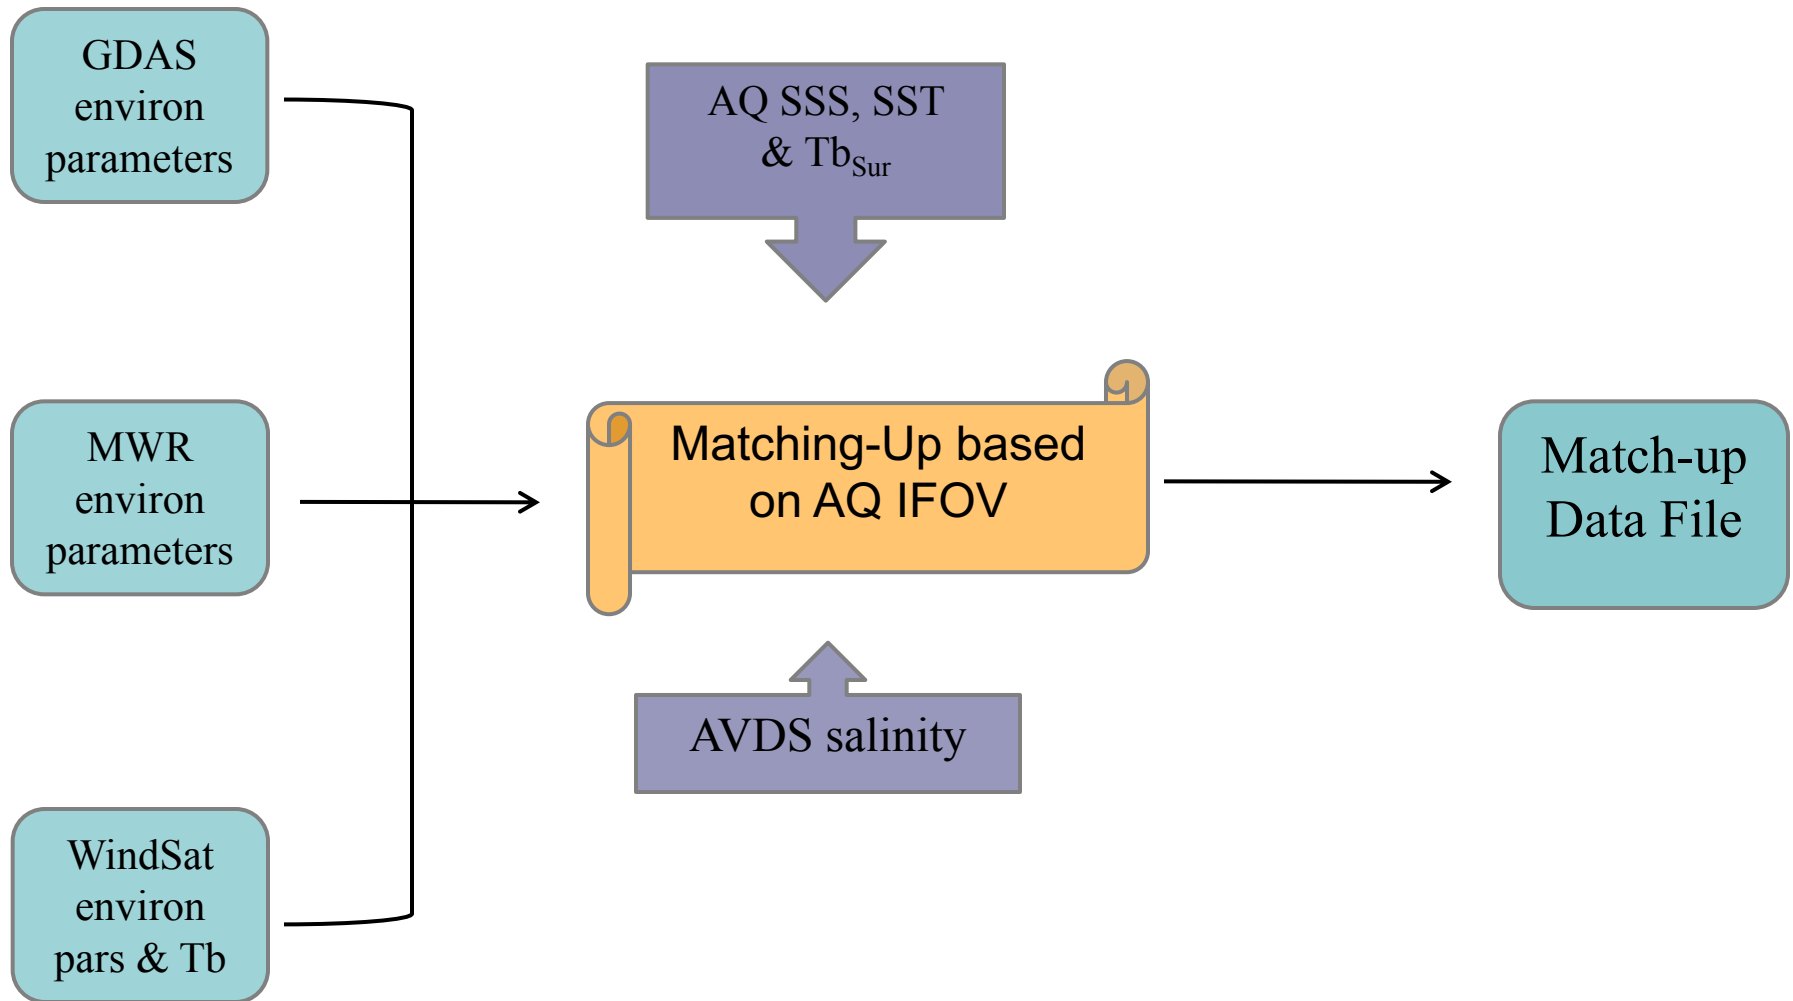 GDAS
environ
parameters
AQ SSS, SST
& Tb_Sur
MWR
environ
parameters
Matching-Up based
on AQ IFOV
Match-up
Data File
AVDS salinity
WindSat
environ
pars & Tb